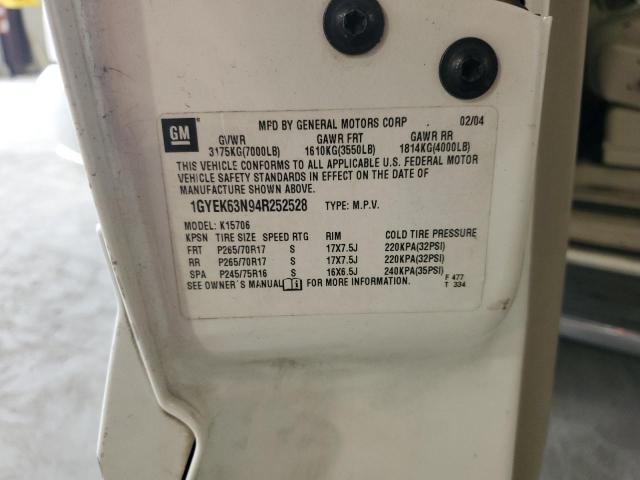 GM
MFD BY GENERAL MOTORS CORP 02/04
GVWR GAWR FRT GAWR RR
3175KG(7000LB) 1610KG(3550LB) 1814KG(4000LB)
THIS VEHICLE CONFORMS TO ALL APPLICABLE U.S. FEDERAL MOTOR
VEHICLE SAFETY STANDARDS IN EFFECT ON THE DATE OF
MANUFACTURE SHOWN ABOVE.
1GYEK63N94R252528 TYPE: M.P.V.
MODEL: K15706
KPSN TIRE SIZE SPEED RTG RIM COLD TIRE PRESSURE
FRT P265/70R17 S 17X7.5J 220KPA(32PSI)
RR P265/70R17 S 17X7.5J 220KPA(32PSI)
SPA P245/75R16 S 16X6.5J 240KPA(35PSI)
SEE OWNER'S MANUAL FOR MORE INFORMATION.
F 477
T 334